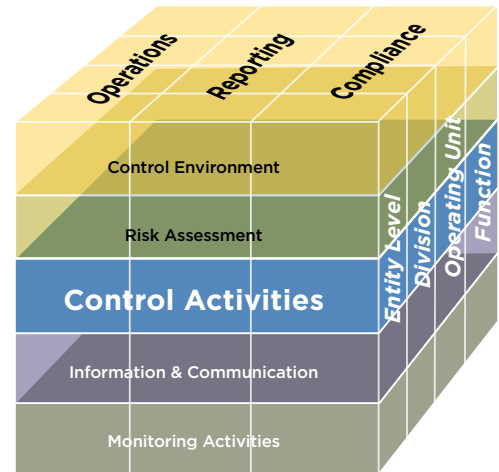 Operations
Reporting
Compliance
Control Environment
Risk Assessment
Control Activities
Information & Communication
Monitoring Activities
Entity Level
Division
Operating Unit
Function